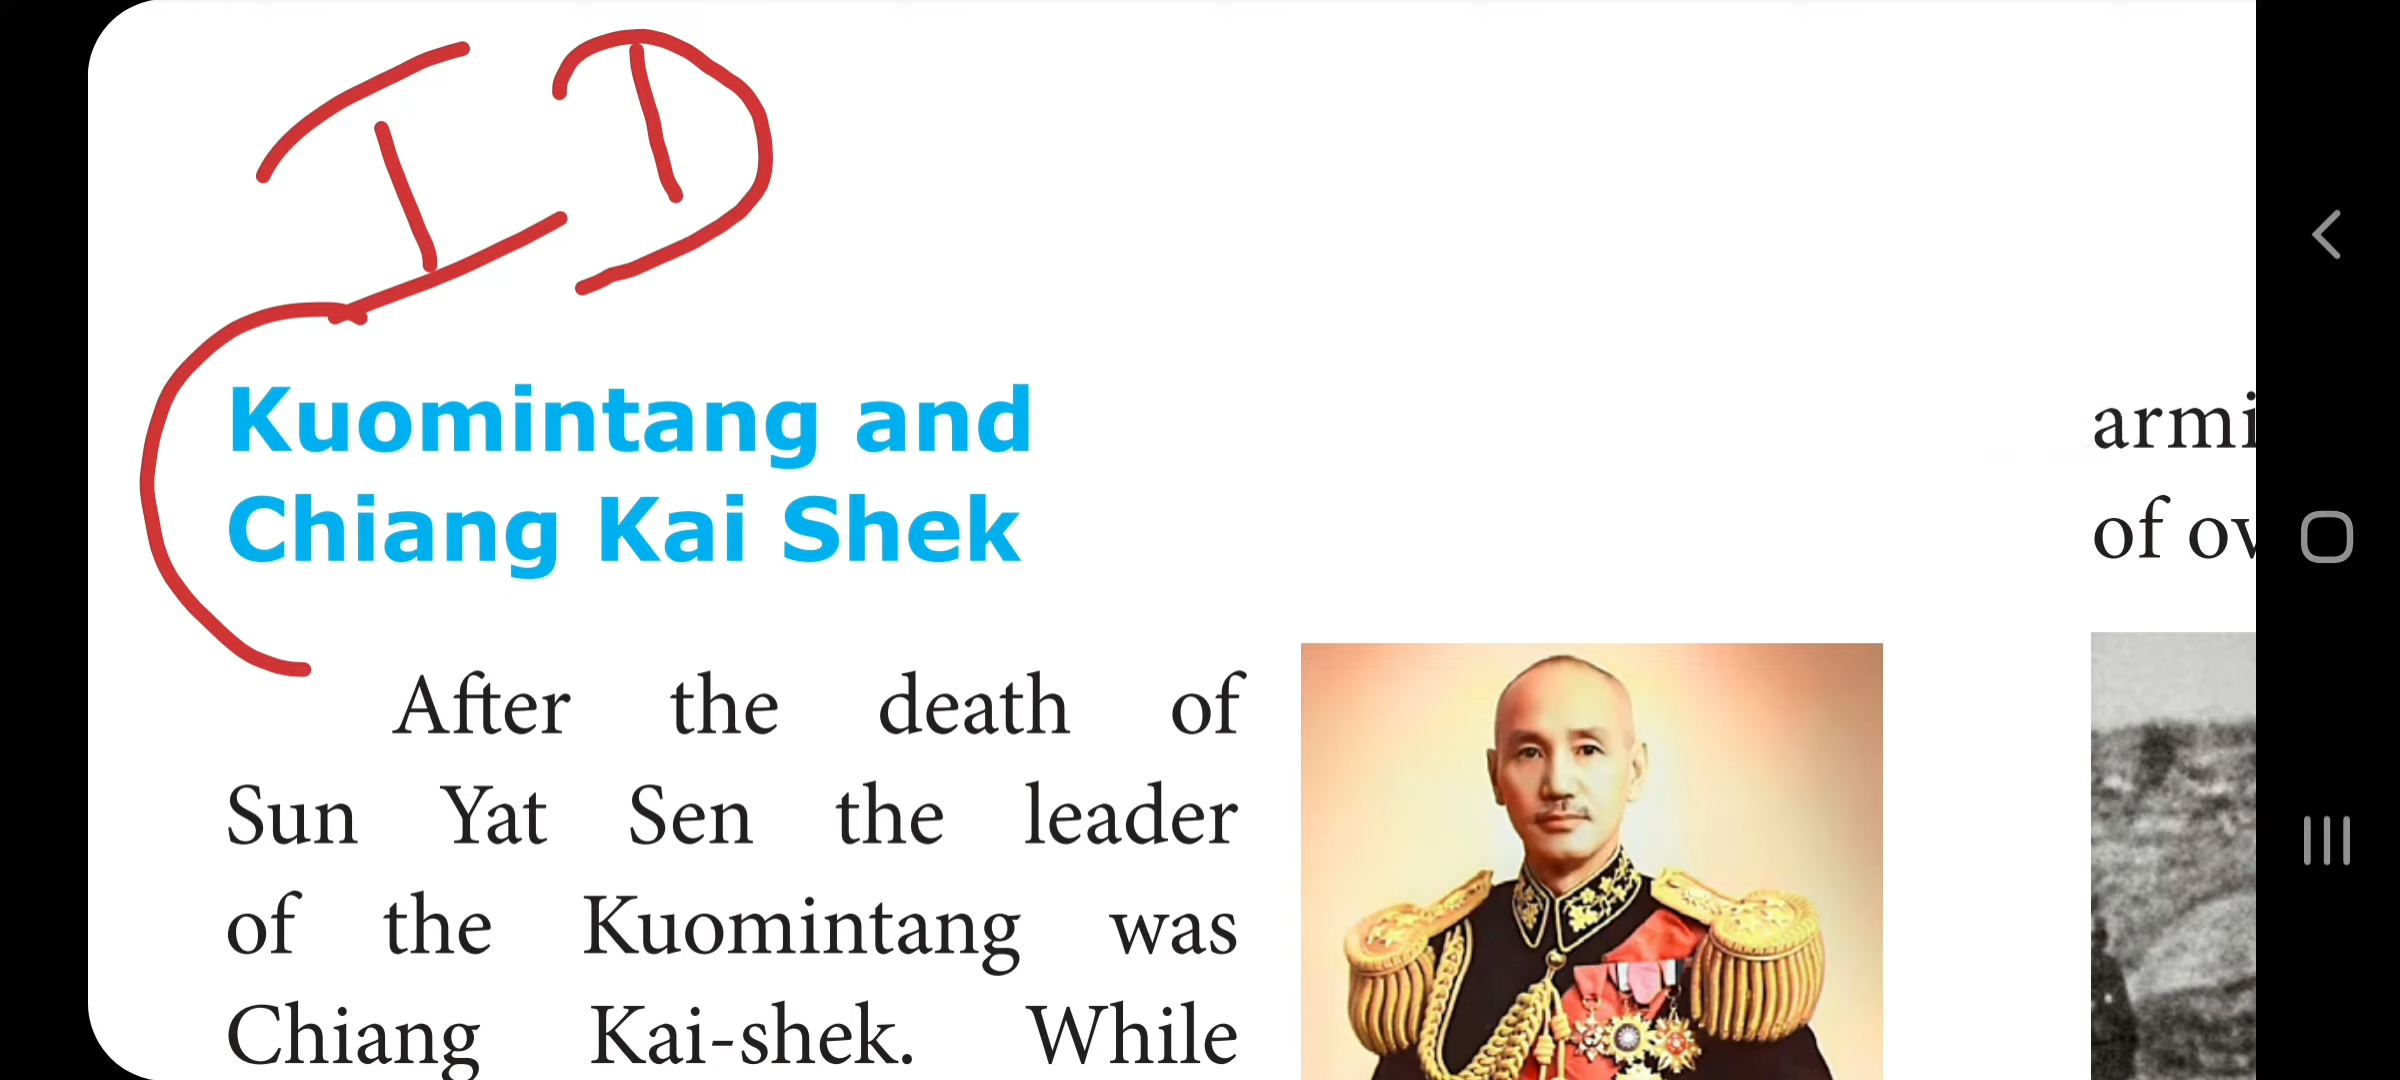 ID
Kuomintang and
Chiang Kai Shek
After the death of
Sun Yat Sen the leader
of the Kuomintang was
Chiang Kai-shek. While
armi
of ov